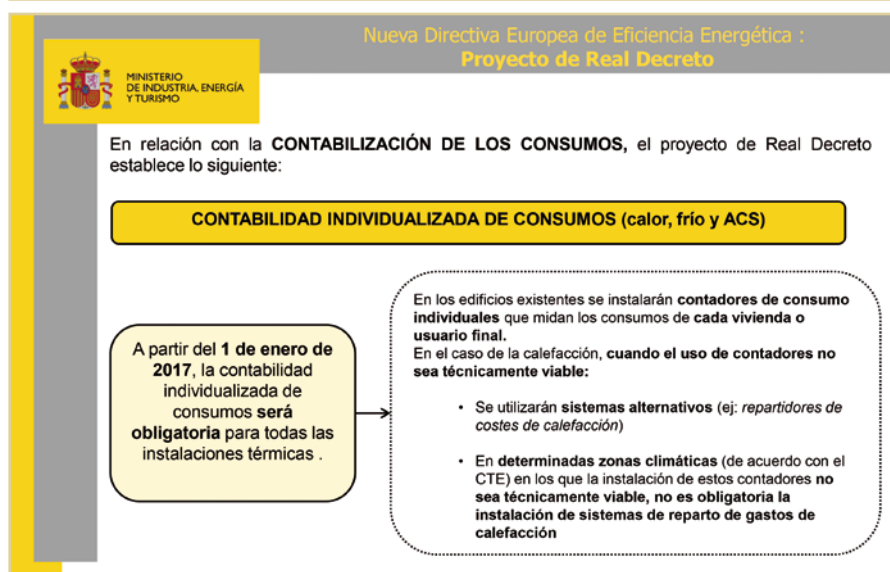 Nueva Directiva Europea de Eficiencia Energética :
Proyecto de Real Decreto
MINISTERIO
DE INDUSTRIA, ENERGÍA
Y TURISMO
En relación con la CONTABILIZACIÓN DE LOS CONSUMOS, el proyecto de Real Decreto
establece lo siguiente:
CONTABILIDAD INDIVIDUALIZADA DE CONSUMOS (calor, frío y ACS)
A partir del 1 de enero de
2017, la contabilidad
individualizada de
consumos será
obligatoria para todas las
instalaciones térmicas .
En los edificios existentes se instalarán contadores de consumo
individuales que midan los consumos de cada vivienda o
usuario final.
En el caso de la calefacción, cuando el uso de contadores no
sea técnicamente viable:
• Se utilizarán sistemas alternativos (ej: repartidores de
costes de calefacción)
• En determinadas zonas climáticas (de acuerdo con el
CTE) en los que la instalación de estos contadores no
sea técnicamente viable, no es obligatoria la
instalación de sistemas de reparto de gastos de
calefacción